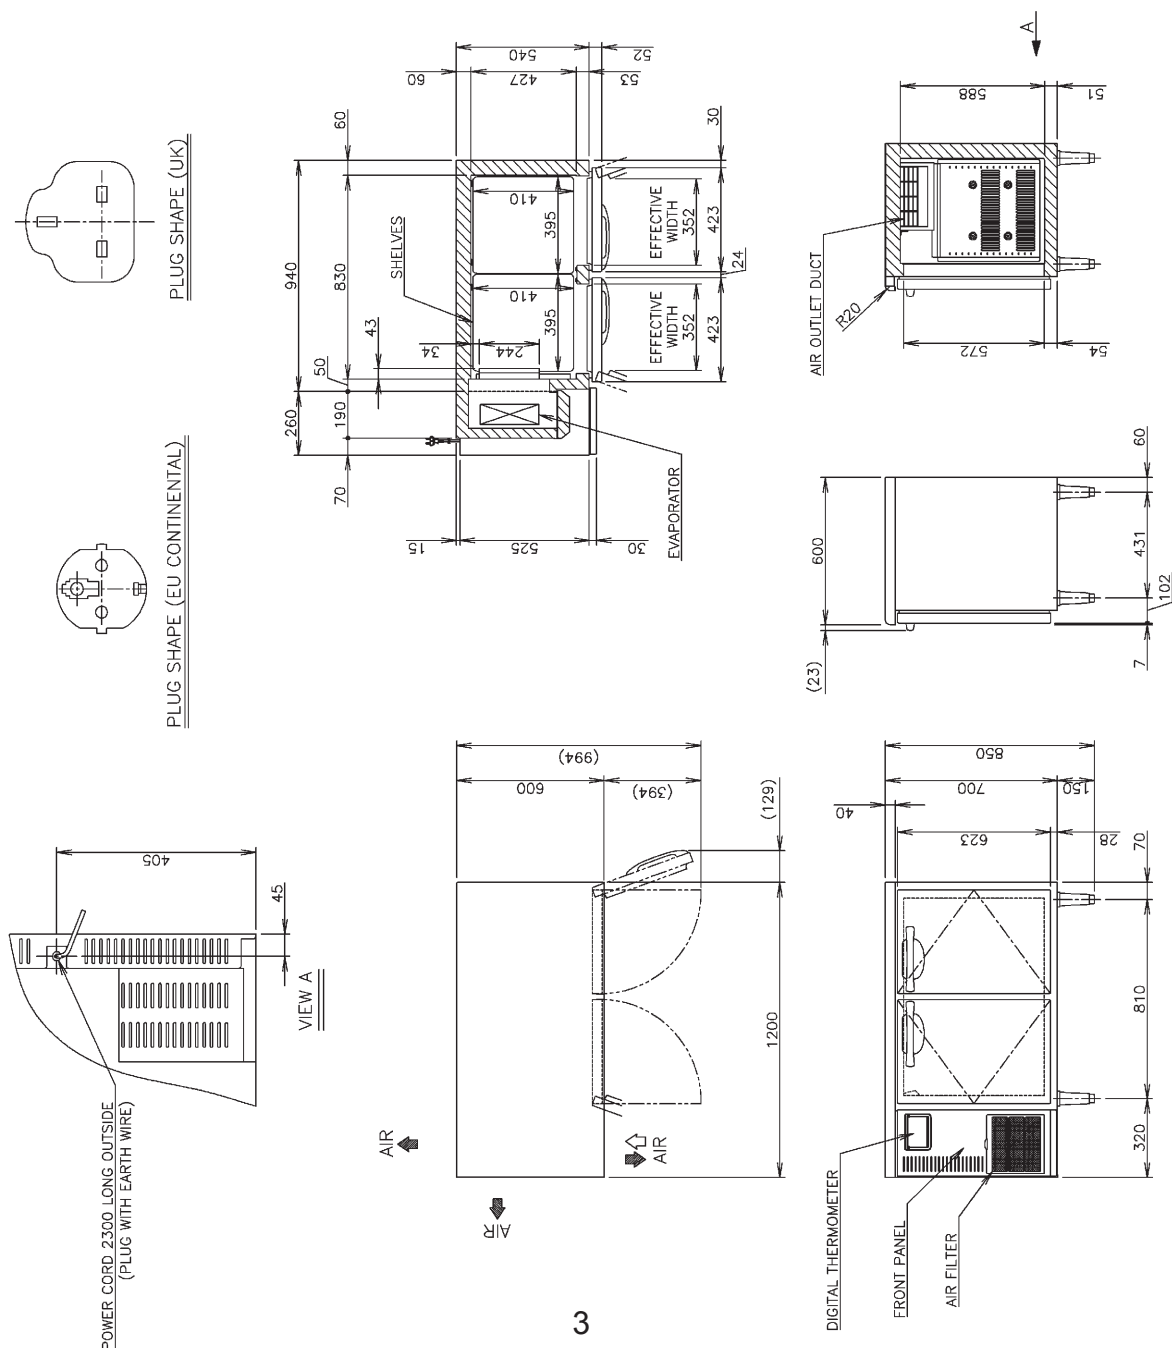 PLUG SHAPE (UK)
PLUG SHAPE (EU CONTINENTAL)
405
45
VIEW A
POWER CORD 2300 LONG OUTSIDE
(PLUG WITH EARTH WIRE)
540
52
60
427
53
60
30
940
830
SHELVES
410
395
EFFECTIVE
WIDTH
352
423
24
43
34
244
410
395
EFFECTIVE
WIDTH
352
423
50
260
190
70
15
525
30
EVAPORATOR
A
588
51
AIR OUTLET DUCT
R20
572
54
600
(23)
60
431
102
7
(994)
600
(394)
(129)
1200
AIR
AIR
AIR
850
700
150
40
623
28
70
810
320
DIGITAL THERMOMETER
FRONT PANEL
AIR FILTER
3